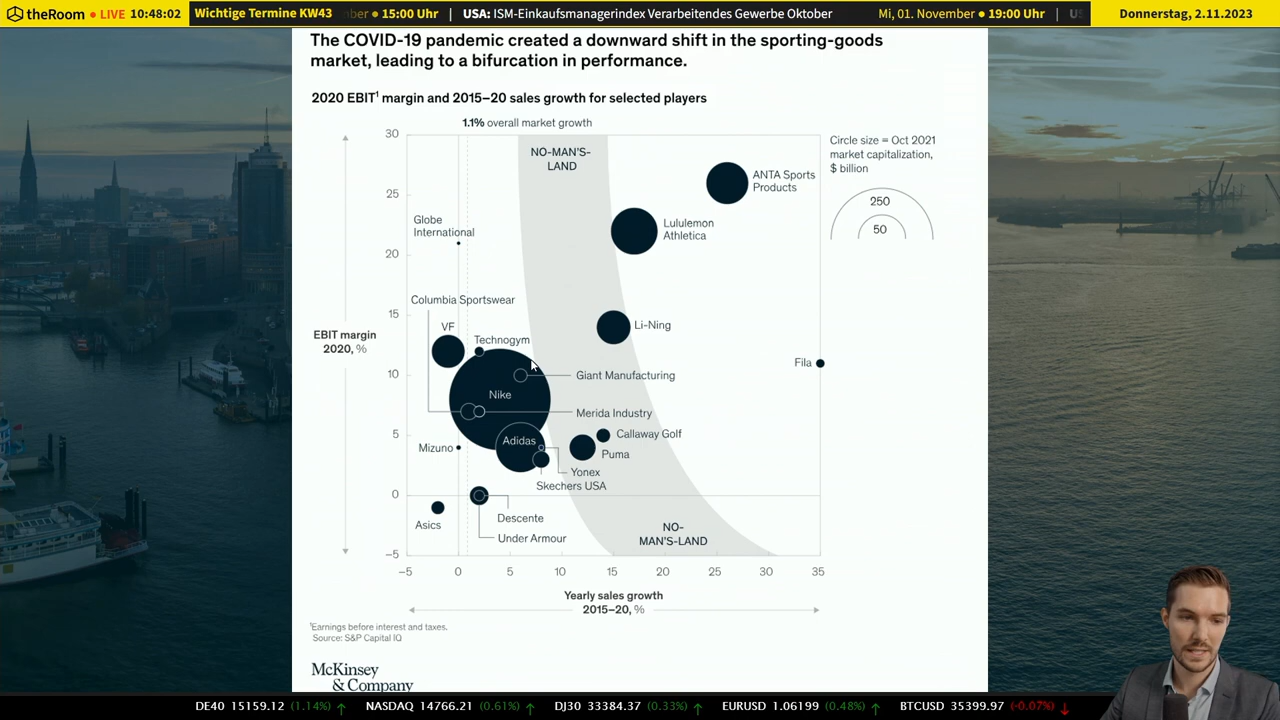 theRoom • LIVE 10:48:02
Wichtige Termine KW43
ber • 15:00 Uhr | USA: ISM-Einkaufsmanagerindex Verarbeitendes Gewerbe Oktober Mi, 01. November • 19:00 Uhr | US
Donnerstag, 2.11.2023
The COVID-19 pandemic created a downward shift in the sporting-goods
market, leading to a bifurcation in performance.
2020 EBIT¹ margin and 2015–20 sales growth for selected players
1.1% overall market growth
30
25
20
15
10
5
0
–5
EBIT margin
2020, %
NO-MAN'S-
LAND
ANTA Sports
Products
Lululemon
Athletica
Globe
International
Columbia Sportswear
VF
Technogym
Li-Ning
Fila
Giant Manufacturing
Nike
Merida Industry
Adidas
Callaway Golf
Mizuno
Puma
Yonex
Skechers USA
Descente
Asics
Under Armour
NO-
MAN'S-LAND
Circle size = Oct 2021
market capitalization,
$ billion
250
50
–5 0 5 10 15 20 25 30 35
Yearly sales growth
2015–20, %
¹Earnings before interest and taxes.
Source: S&P Capital IQ
McKinsey
& Company
DE40 15159.12 (1.14%) ↑ NASDAQ 14766.21 (0.61%) ↑ DJ30 33384.37 (0.33%) ↑ EURUSD 1.06199 (0.48%) ↑ BTCUSD 35399.97 (-0.07%) ↓